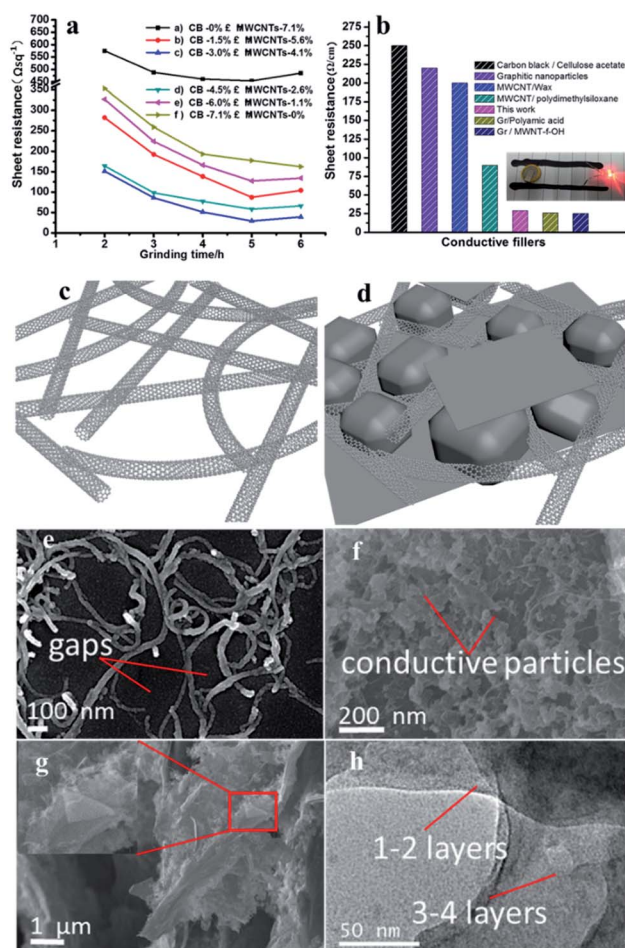 a
a) CB -0% £ MWCNTs-7.1%
b) CB -1.5% £ MWCNTs-5.6%
c) CB -3.0% £ MWCNTs-4.1%
d) CB -4.5% £ MWCNTs-2.6%
e) CB -6.0% £ MWCNTs-1.1%
f) CB -7.1% £ MWCNTs-0%
Sheet resistance(Ωsq⁻¹)
700
650
600
550
500
450
350
300
250
200
150
100
50
0
1 2 3 4 5 6
Grinding time/h
b
Carbon black / Cellulose acetate
Graphitic nanoparticles
MWCNT/Wax
MWCNT/ polydimethylsiloxane
This work
Gr/Polyamic acid
Gr / MWNT-f-OH
Sheet resistance(Ω/cm)
275
250
225
200
175
150
125
100
75
50
25
0
Conductive fillers
c
d
e
gaps
100 nm
f
conductive particles
200 nm
g
1 μm
h
1-2 layers
3-4 layers
50 nm